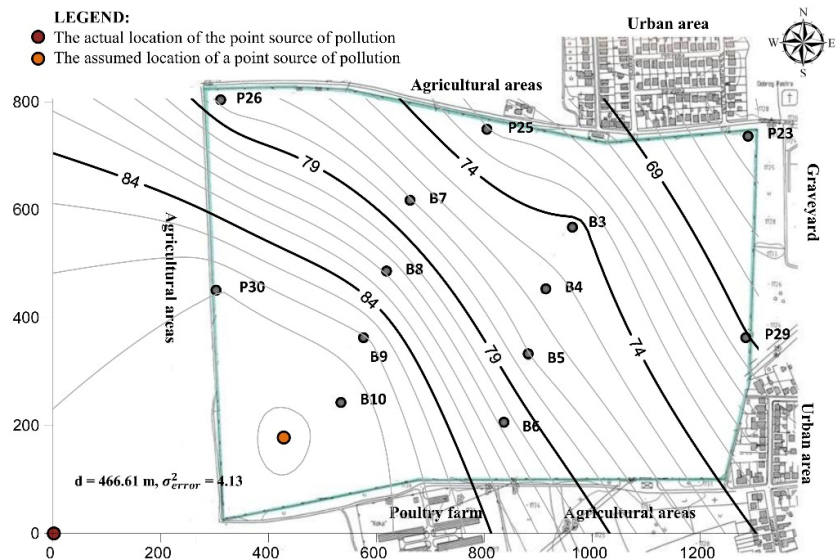 LEGEND:
The actual location of the point source of pollution
The assumed location of a point source of pollution
Urban area
N
W
E
S
Agricultural areas
800
P26
P25
P23
79
74
69
84
Graveyard
600
B7
B3
Agricultural areas
B8
P30
84
B4
400
74
P29
79
B9
B5
B10
Urban area
200
B6
d = 466.61 m, σ²error = 4.13
Poultry farm
Agricultural areas
0
0
200
400
600
800
1000
1200